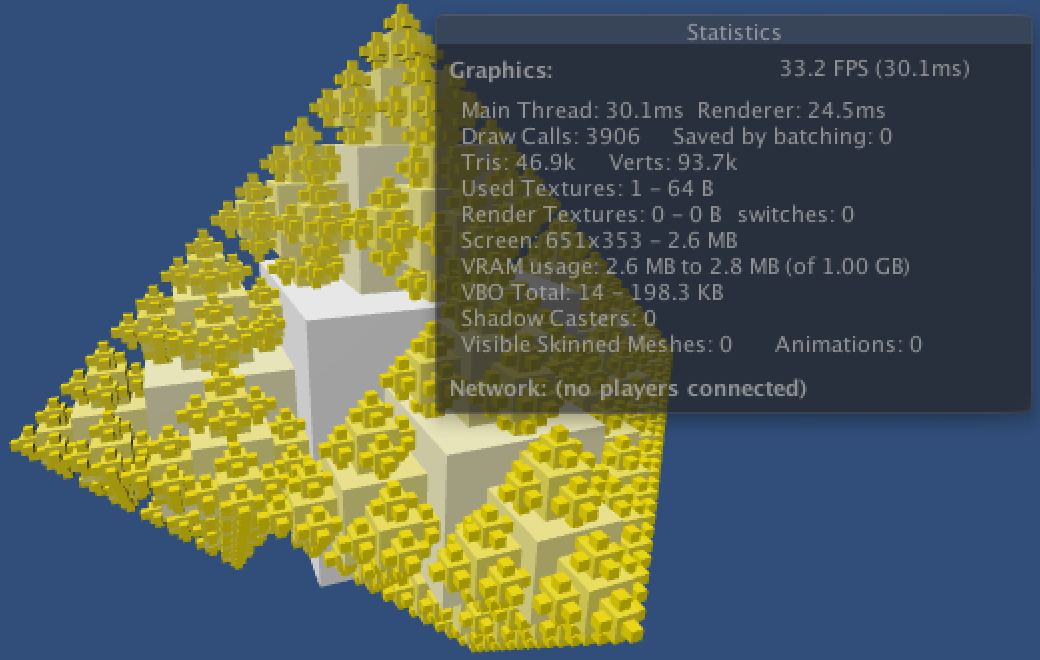 Statistics
Graphics: 33.2 FPS (30.1ms)
Main Thread: 30.1ms Renderer: 24.5ms
Draw Calls: 3906 Saved by batching: 0
Tris: 46.9k Verts: 93.7k
Used Textures: 1 – 64 B
Render Textures: 0 – 0 B switches: 0
Screen: 651x353 – 2.6 MB
VRAM usage: 2.6 MB to 2.8 MB (of 1.00 GB)
VBO Total: 14 – 198.3 KB
Shadow Casters: 0
Visible Skinned Meshes: 0 Animations: 0
Network: (no players connected)